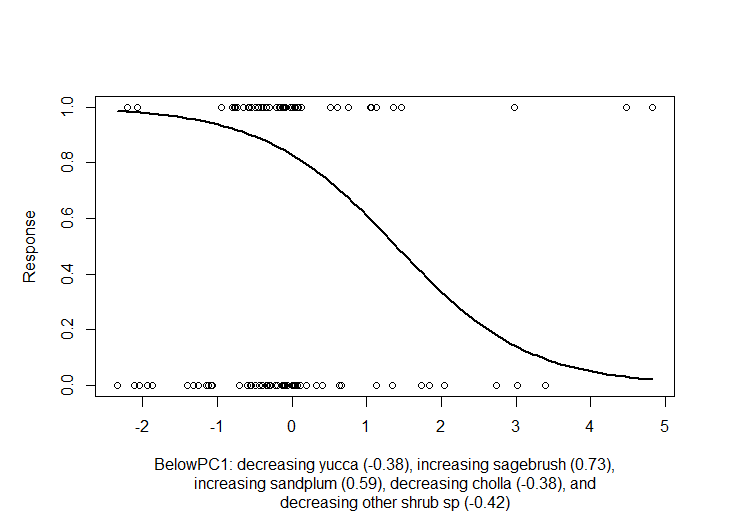 1.0
0.8
0.6
0.4
0.2
0.0
Response
-2 -1 0 1 2 3 4 5
BelowPC1: decreasing yucca (-0.38), increasing sagebrush (0.73),
increasing sandplum (0.59), decreasing cholla (-0.38), and
decreasing other shrub sp (-0.42)